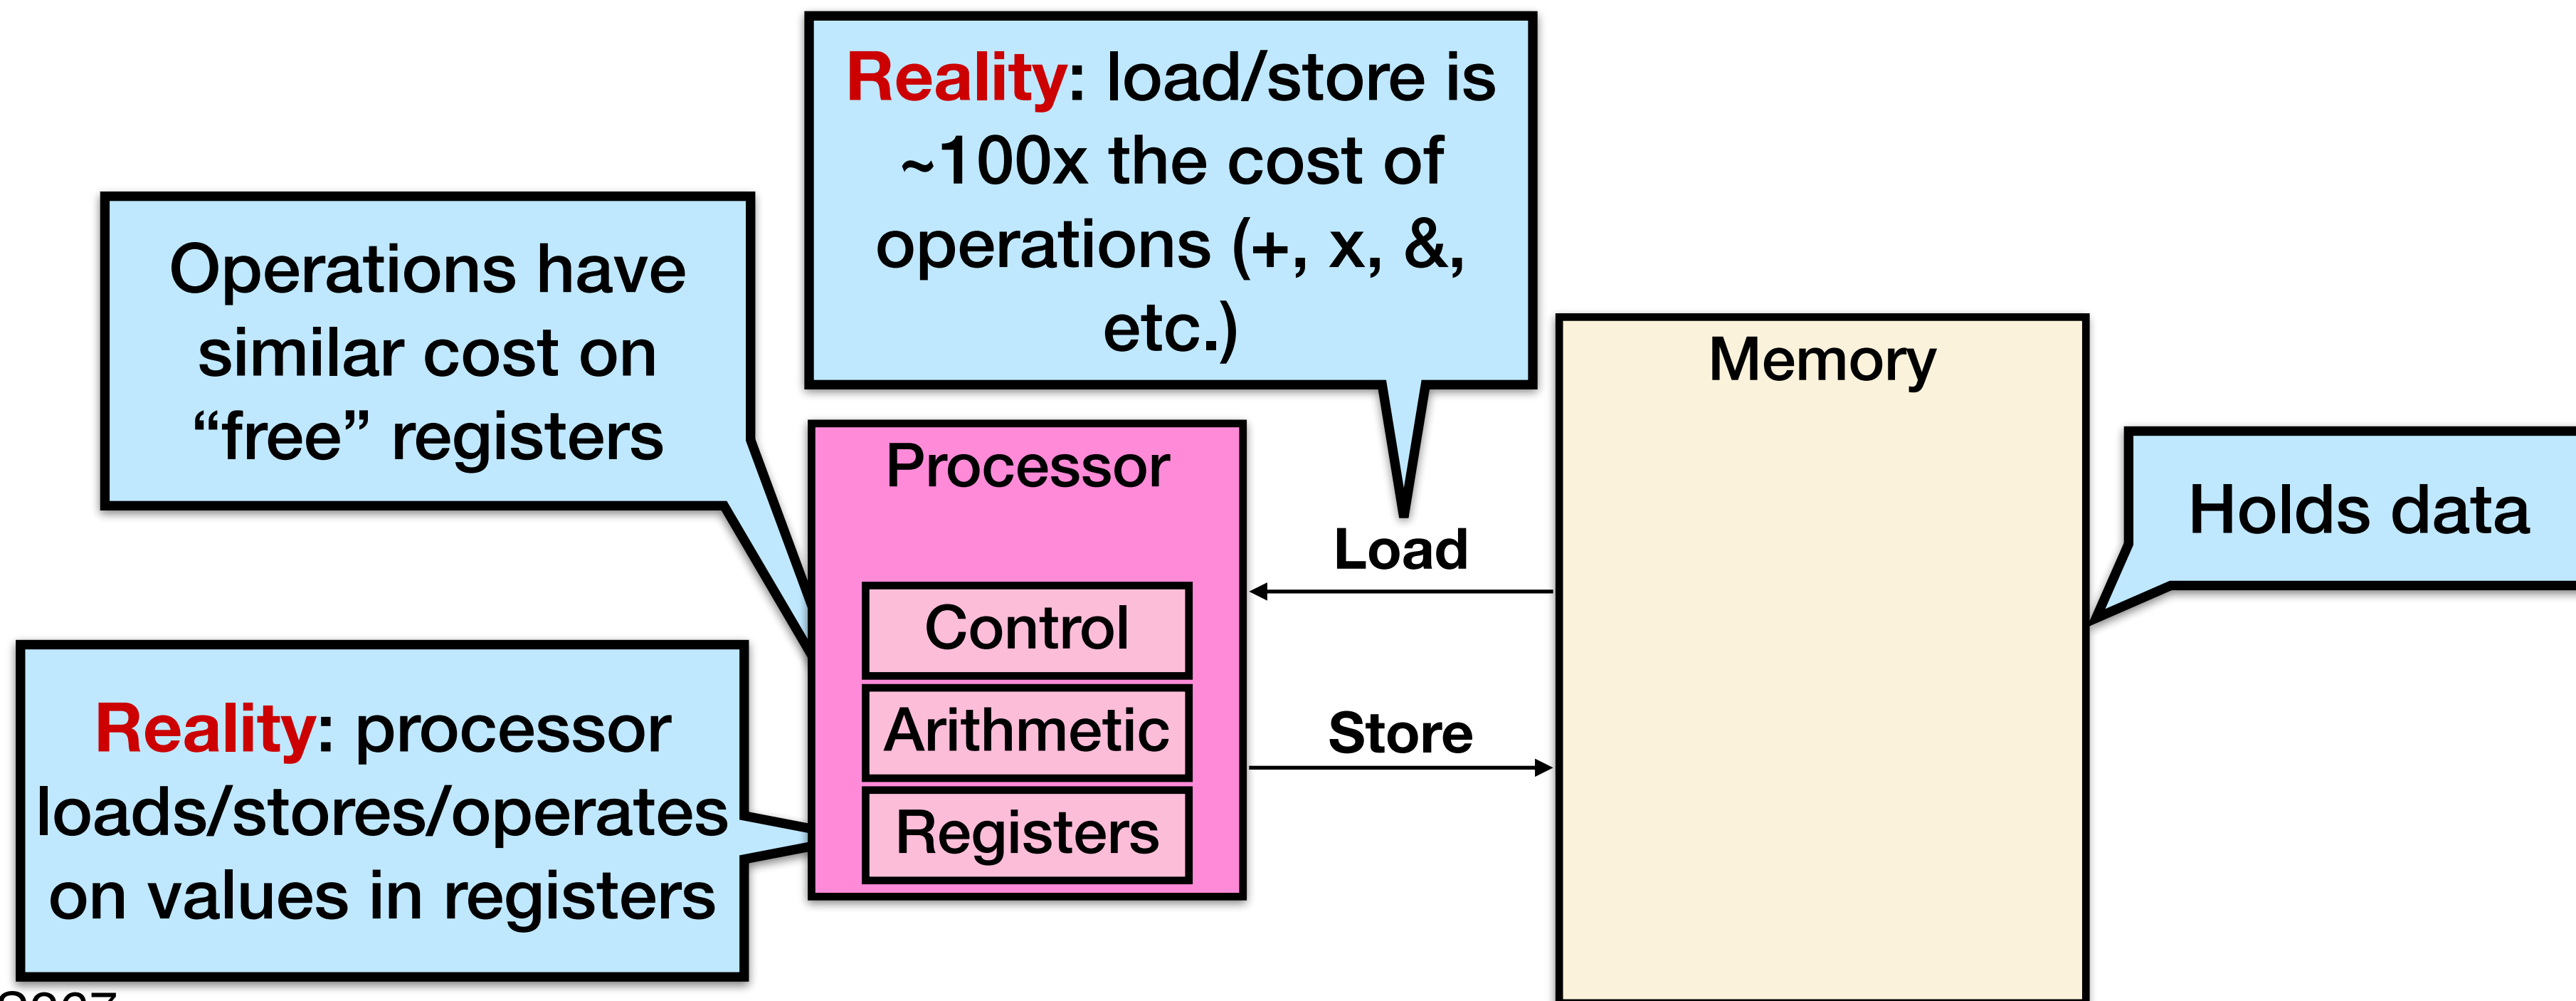 Reality: load/store is
~100x the cost of
operations (+, x, &,
etc.)
Operations have
similar cost on
“free” registers
Reality: processor
loads/stores/operates
on values in registers
Processor
Control
Arithmetic
Registers
Load
Store
Memory
Holds data